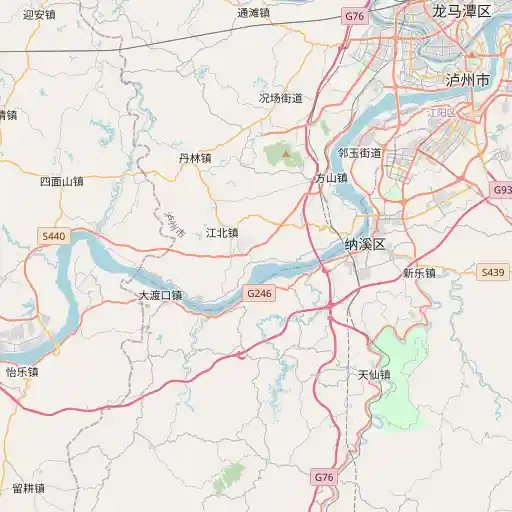 迎安镇
通滩镇
龙马潭区
G76
泸州市
况场街道
江阳区
丹林镇
邻玉街道
四面山镇
方山镇
G93
泸州市
江北镇
S440
纳溪区
新乐镇
S439
大渡口镇
G246
怡乐镇
天仙镇
G76
留耕镇